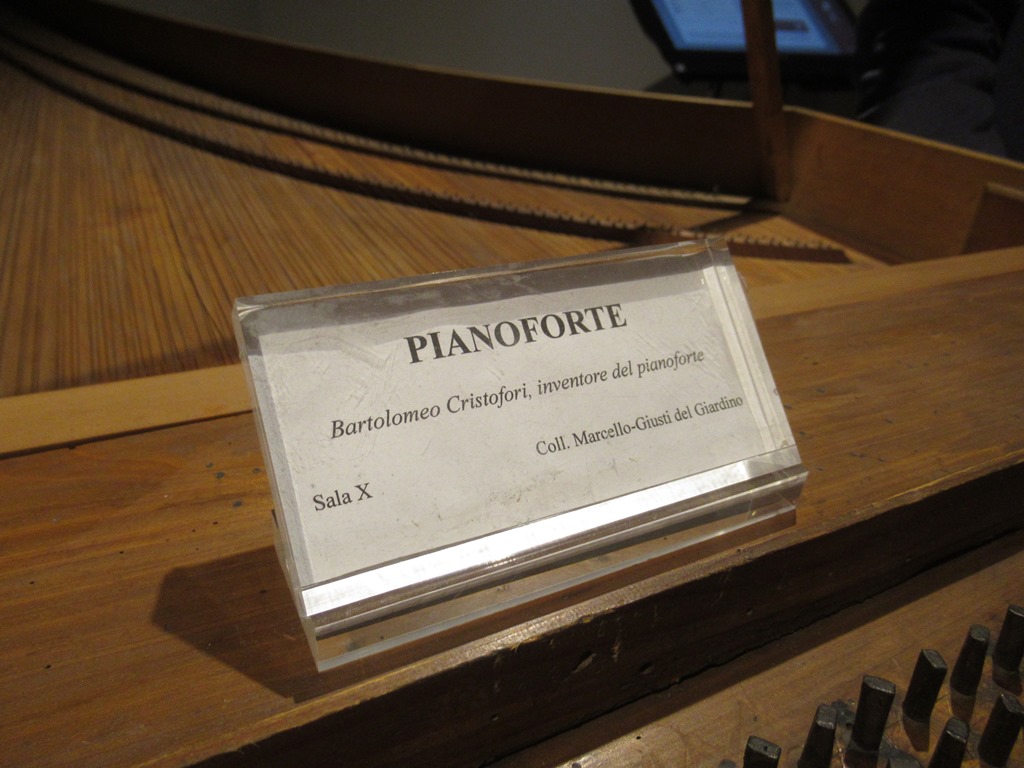 PIANOFORTE
Bartolomeo Cristofori, inventore del pianoforte
Coll. Marcello-Giusti del Giardino
Sala X